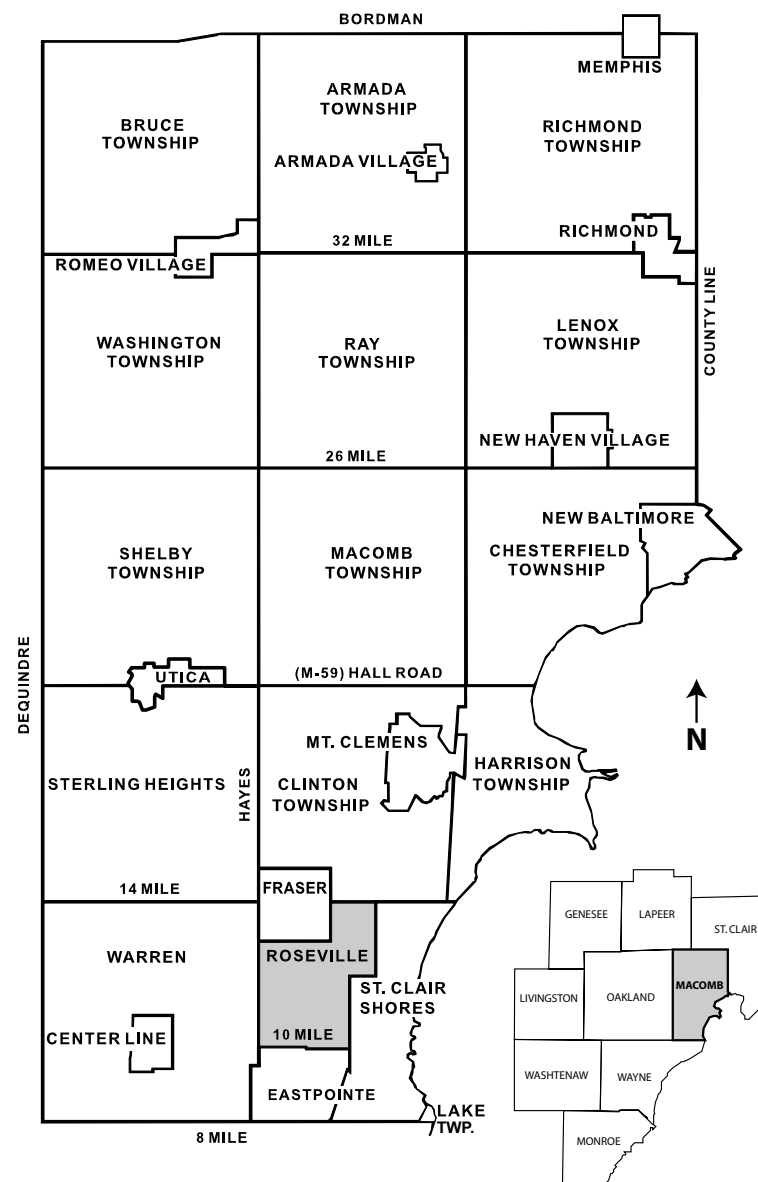 BORDMAN
MEMPHIS
ARMADA
TOWNSHIP
BRUCE
TOWNSHIP
RICHMOND
TOWNSHIP
ARMADA VILLAGE
RICHMOND
32 MILE
ROMEO VILLAGE
COUNTY LINE
WASHINGTON
TOWNSHIP
RAY
TOWNSHIP
LENOX
TOWNSHIP
NEW HAVEN VILLAGE
26 MILE
NEW BALTIMORE
SHELBY
TOWNSHIP
MACOMB
TOWNSHIP
CHESTERFIELD
TOWNSHIP
DEQUINDRE
UTICA
(M-59) HALL ROAD
N
MT. CLEMENS
STERLING HEIGHTS
HAYES
CLINTON
TOWNSHIP
HARRISON
TOWNSHIP
14 MILE
FRASER
WARREN
ROSEVILLE
ST. CLAIR
SHORES
10 MILE
CENTER LINE
EASTPOINTE
LAKE
TWP.
8 MILE
GENESEE
LAPEER
ST. CLAIR
LIVINGSTON
OAKLAND
MACOMB
WASHTENAW
WAYNE
MONROE